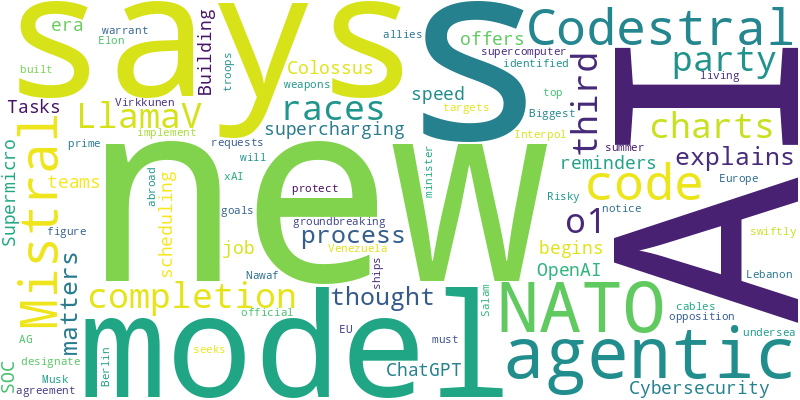 says
s
new
AI
model
NATO
agentic
Codestral
party
third
code
charts
explains
reminders
o1
Mistral
LlamaV
races
completion
process
thought
supercharging
speed
offers
Colossus
Building
era
warrant
Elon
built
troops
allies
supercomputer
identified
weapons
targets
top
living
Tasks
Virkkunen
implement
Biggest
Interpol
Supermicro
prime
requests
will
xAI
summer
teams
abroad
scheduling
goals
protect
minister
Risky
Europe
notice
swiftly
groundbreaking
figure
job
Venezuela
begins
matters
Nawaf
ships
OpenAI
Lebanon
official
Salam
cables
opposition
undersea
AG
EU
must
SOC
designate
seeks
Musk
Berlin
ChatGPT
agreement
Cybersecurity